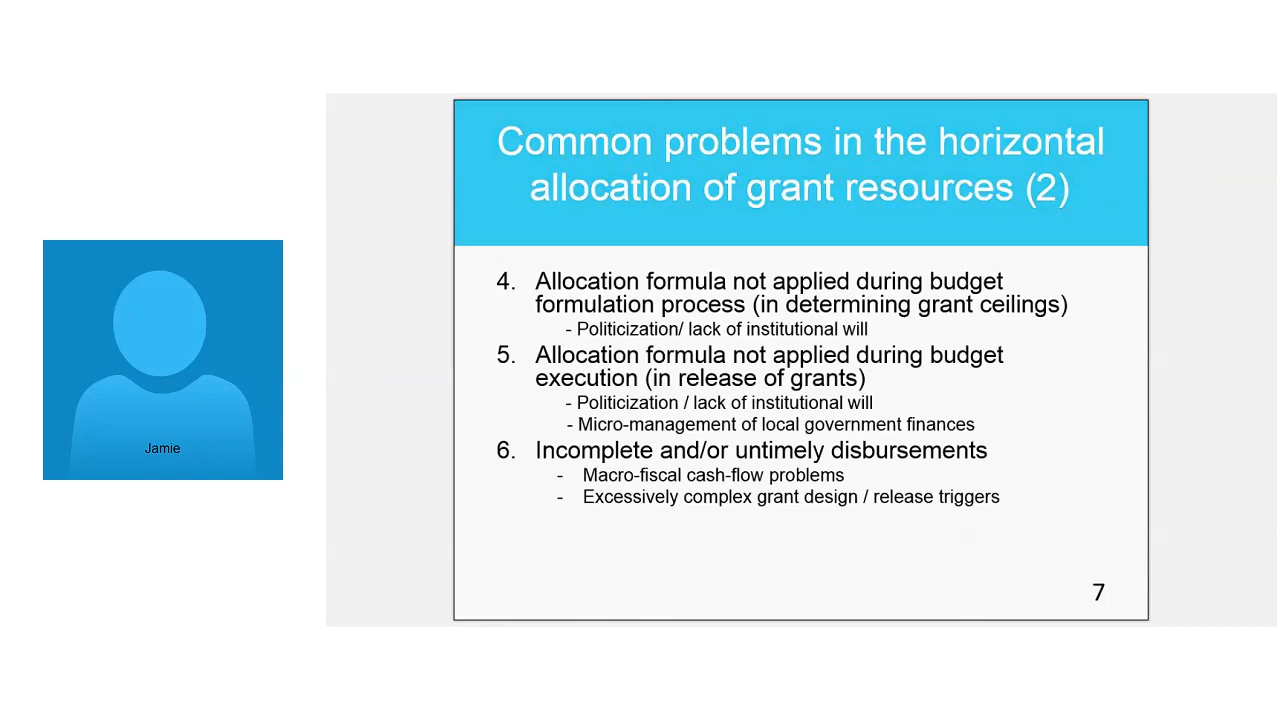 Jamie
Common problems in the horizontal
allocation of grant resources (2)
4. Allocation formula not applied during budget
formulation process (in determining grant ceilings)
- Politicization/ lack of institutional will
5. Allocation formula not applied during budget
execution (in release of grants)
- Politicization / lack of institutional will
- Micro-management of local government finances
6. Incomplete and/or untimely disbursements
- Macro-fiscal cash-flow problems
- Excessively complex grant design / release triggers
7